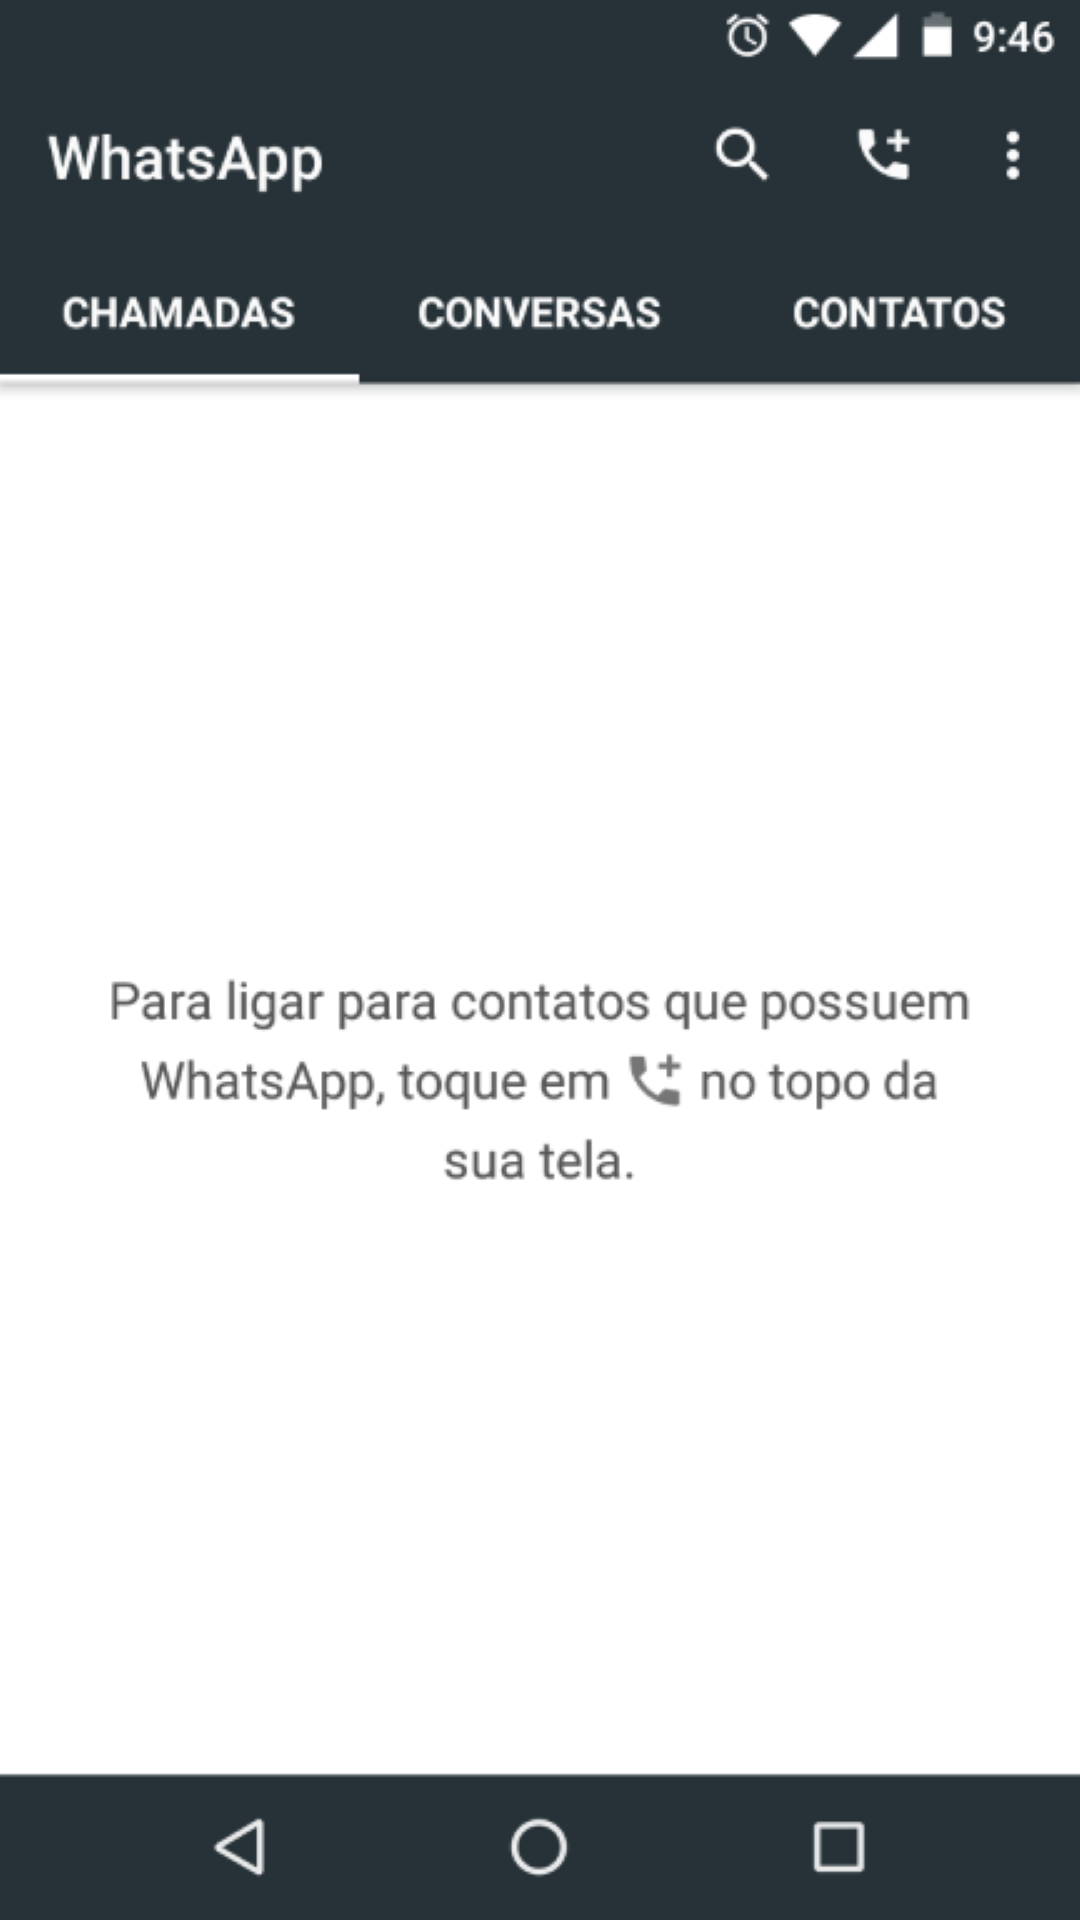 9:46
WhatsApp
CHAMADAS CONVERSAS CONTATOS
Para ligar para contatos que possuem
WhatsApp, toque em no topo da
sua tela.